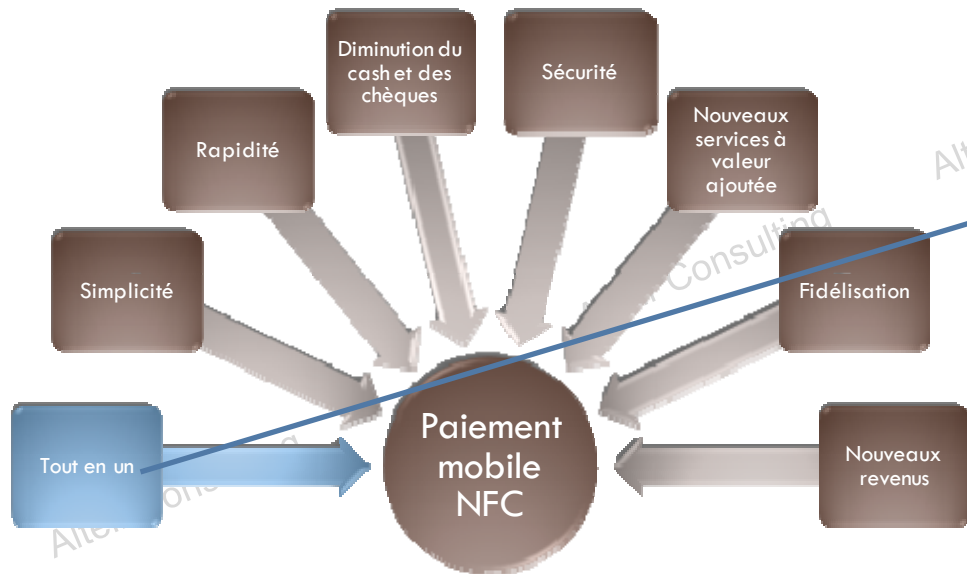 Diminution du
cash et des
chèques
Sécurité
Rapidité
Nouveaux
services à
valeur
ajoutée
Simplicité
Fidélisation
Tout en un
Paiement
mobile
NFC
Nouveaux
revenus
Consulting